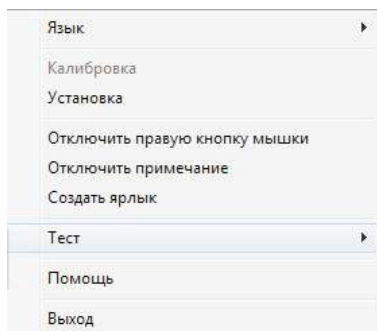 Язык
Калибровка
Установка
Отключить правую кнопку мышки
Отключить примечание
Создать ярлык
Тест
Помощь
Выход